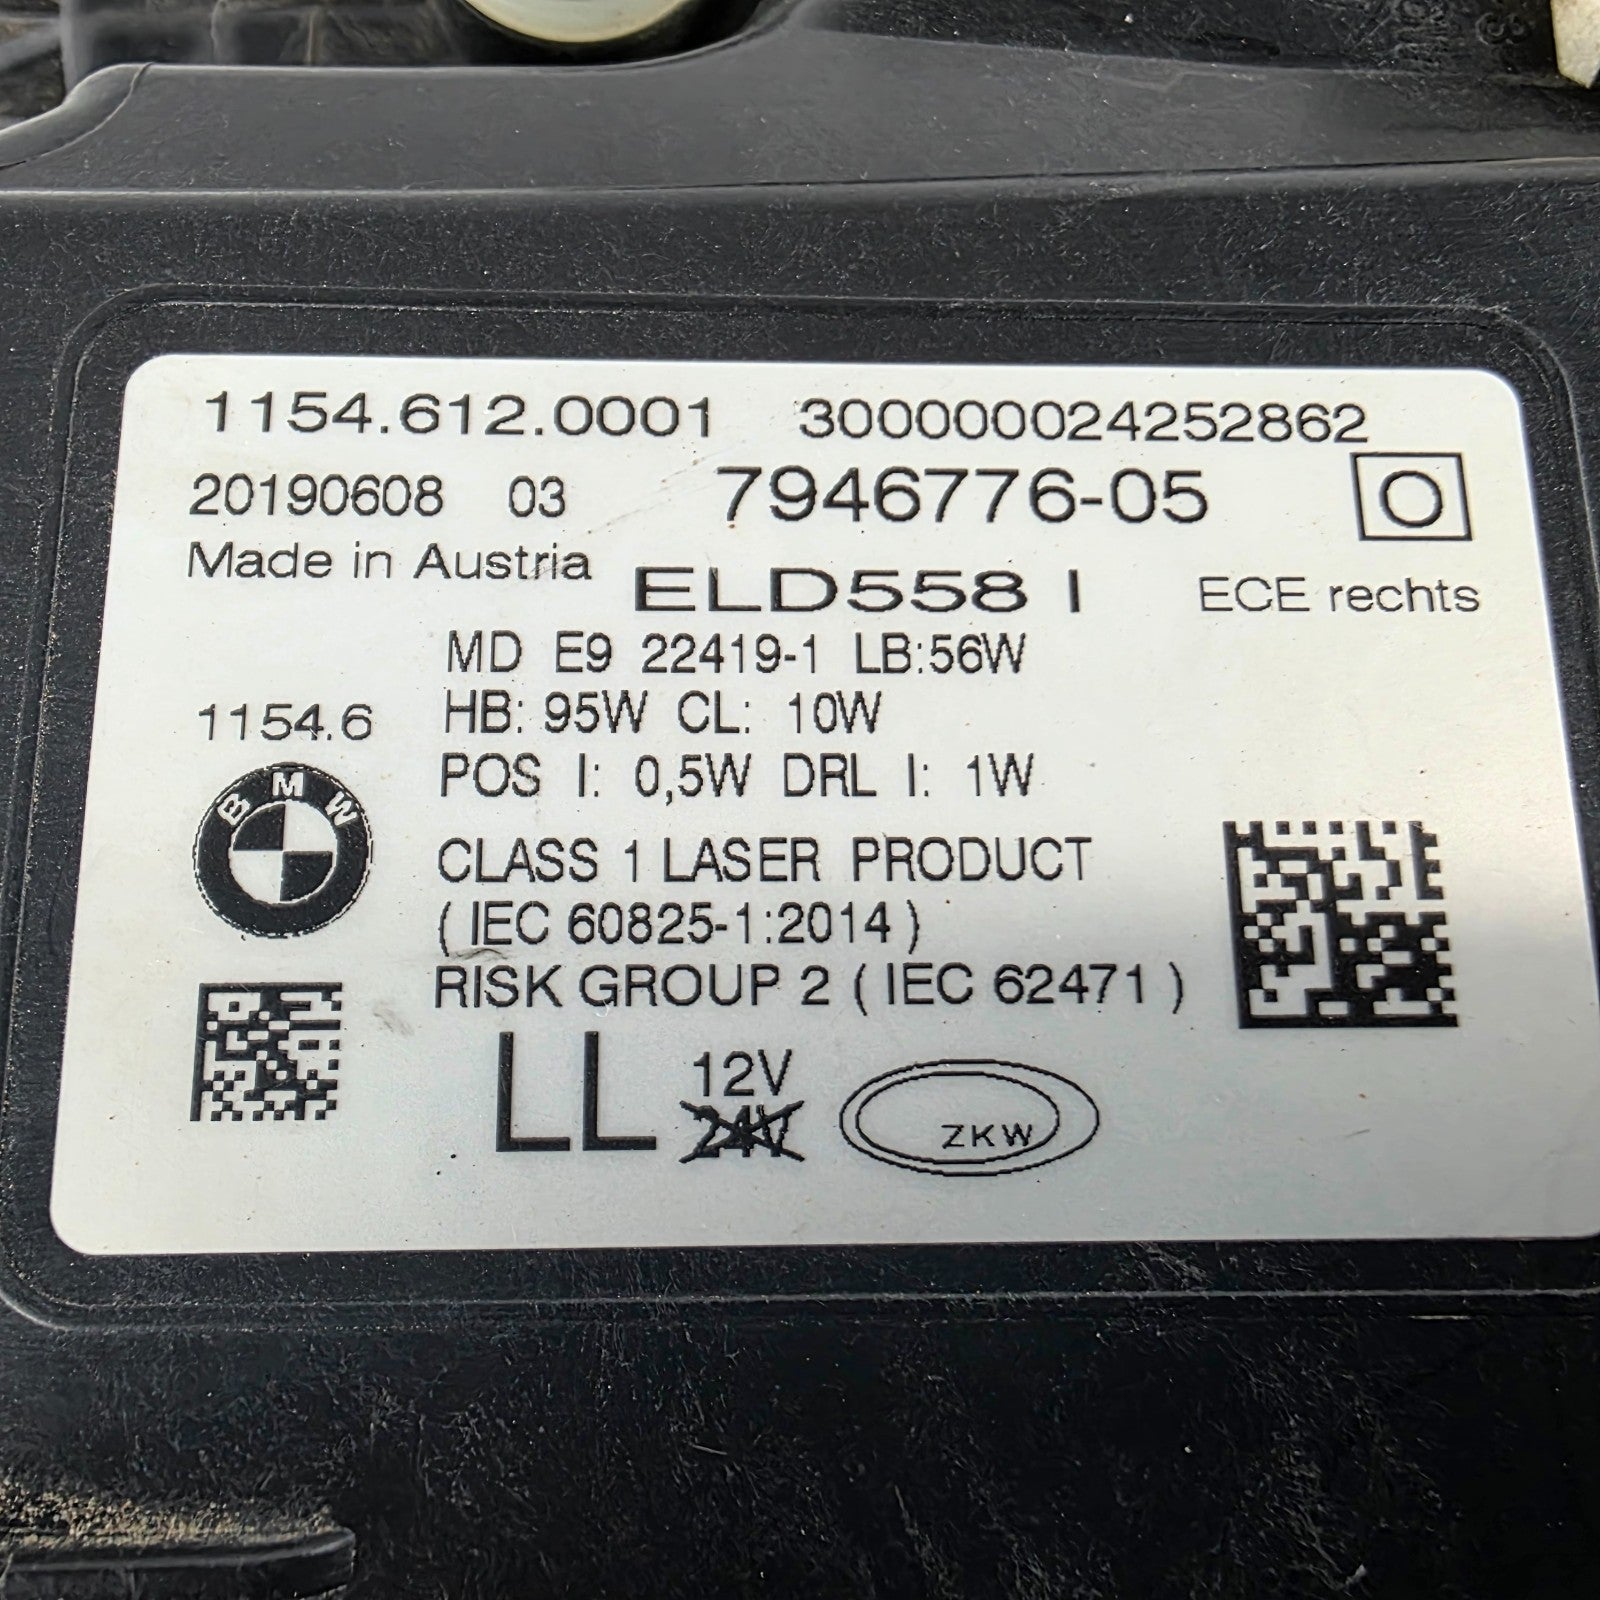 1154.612.0001 300000024252862
20190608 03 7946776-05 O
Made in Austria ELD558 I ECE rechts
MD E9 22419-1 LB:56W
1154.6 HB: 95W CL: 10W
POS I: 0,5W DRL I: 1W
BMW
CLASS 1 LASER PRODUCT
( IEC 60825-1:2014 )
RISK GROUP 2 ( IEC 62471 )
LL 12V
24V
ZKW